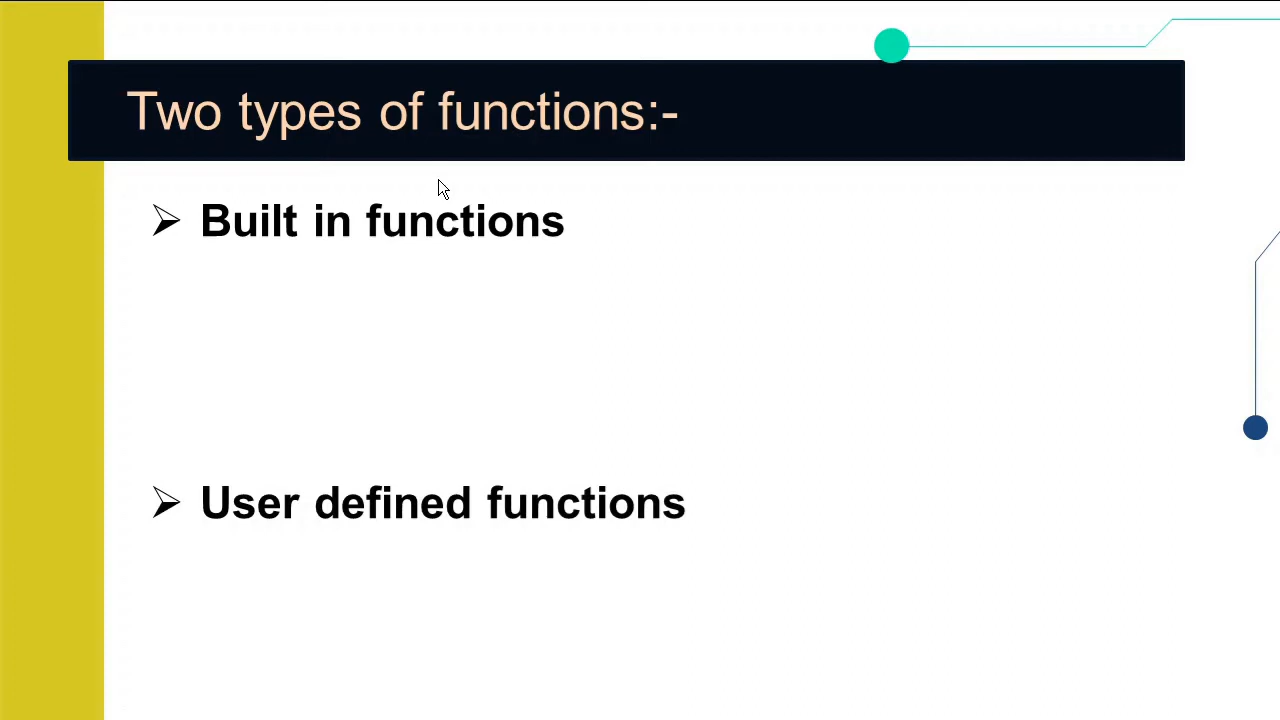 Two types of functions:-
Built in functions
User defined functions